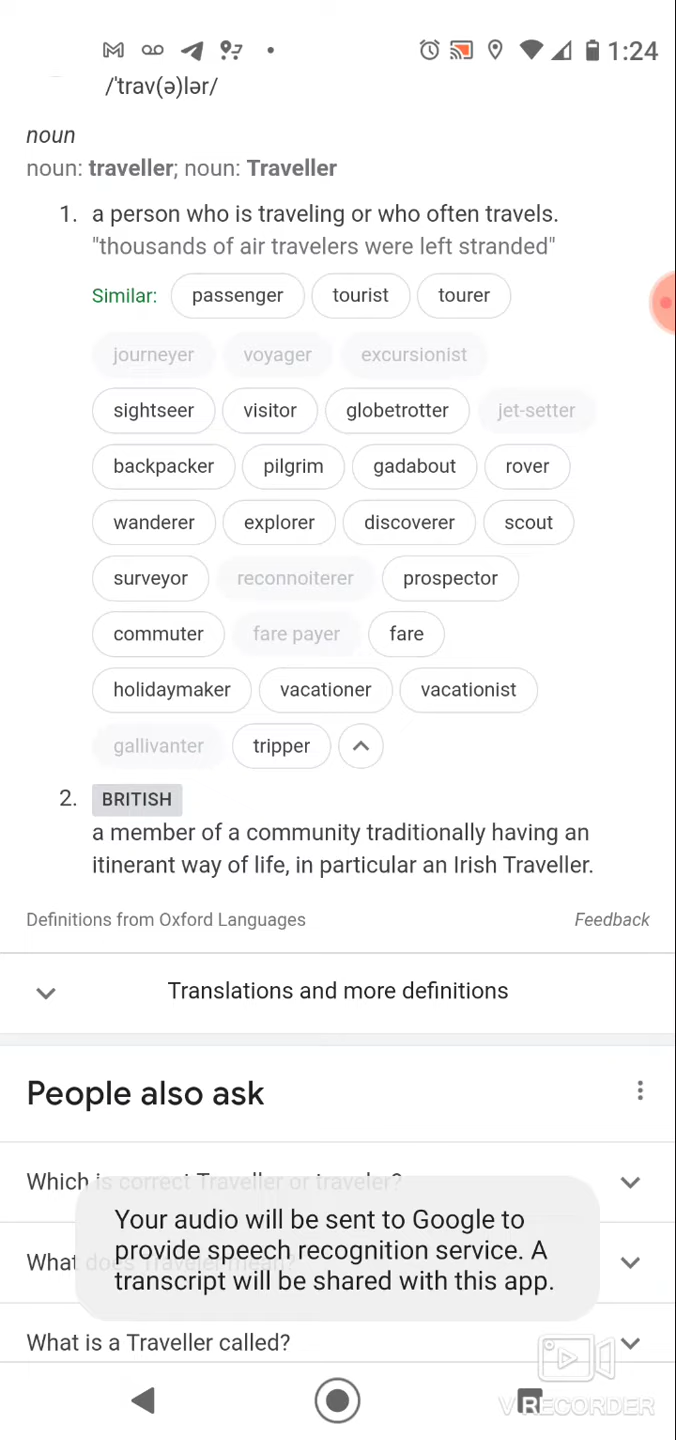 1:24
/ˈtrav(ə)lər/
noun
noun: traveller; noun: Traveller
1. a person who is traveling or who often travels.
"thousands of air travelers were left stranded"
Similar: passenger tourist tourer
journeyer voyager excursionist
sightseer visitor globetrotter jet-setter
backpacker pilgrim gadabout rover
wanderer explorer discoverer scout
surveyor reconnoiterer prospector
commuter fare payer fare
holidaymaker vacationer vacationist
gallivanter tripper
2. BRITISH
a member of a community traditionally having an
itinerant way of life, in particular an Irish Traveller.
Definitions from Oxford Languages Feedback
Translations and more definitions
People also ask
Which is correct Traveller or traveler?
What does Traveler mean?
Your audio will be sent to Google to
provide speech recognition service. A
transcript will be shared with this app.
What is a Traveller called?
VRECORDER